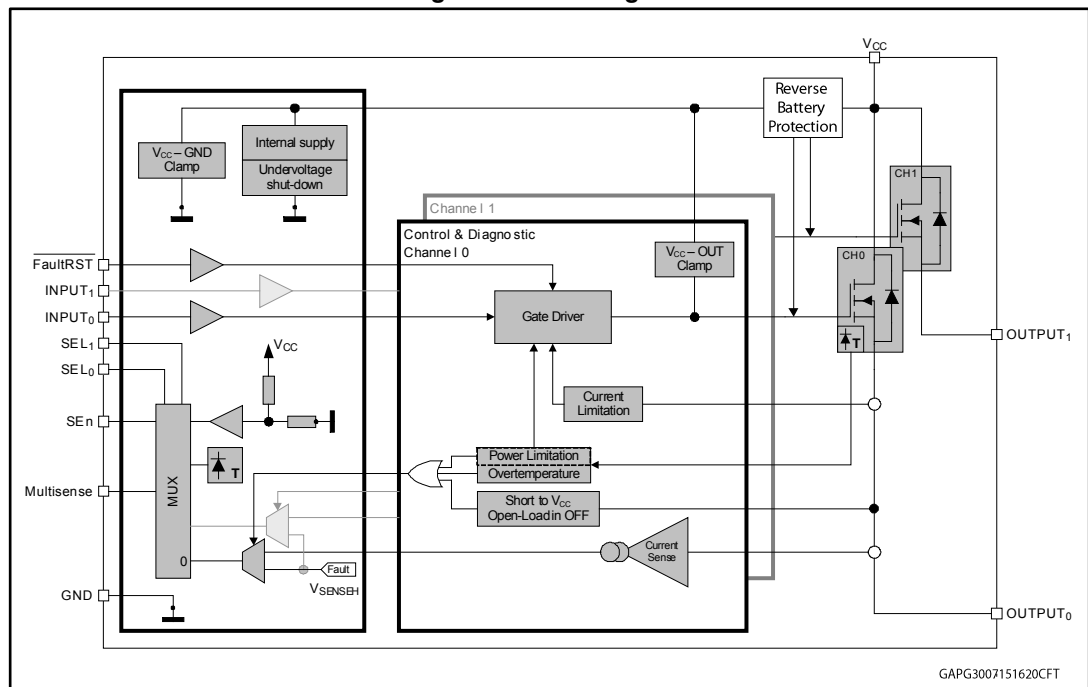 VCC
Reverse
Battery
Protection
VCC – GND
Clamp
Internal supply
Undervoltage
shut-down
CH1
Channel 1
Control & Diagnostic
Channel 0
VCC – OUT
Clamp
CH0
FaultRST
INPUT1
INPUT0
Gate Driver
T
OUTPUT1
SEL1
SEL0
VCC
Current
Limitation
SEn
MUX
T
Power Limitation
Overtemperature
Multisense
Short to VCC
Open-Load in OFF
0
Current
Sense
Fault
VSENSEH
GND
OUTPUT0
GAPG3007151620CFT